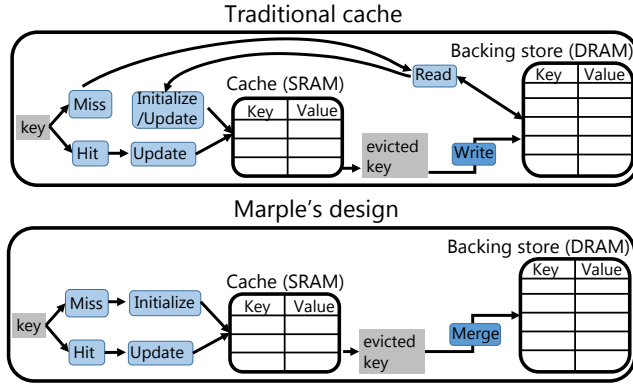 Traditional cache
Backing store (DRAM)
Key Value
Read
Cache (SRAM)
Miss
Initialize
/Update
Key Value
key
evicted
key
Write
Hit
Update
Marple's design
Backing store (DRAM)
Key Value
Cache (SRAM)
Miss
Initialize
Key Value
key
evicted
key
Merge
Hit
Update